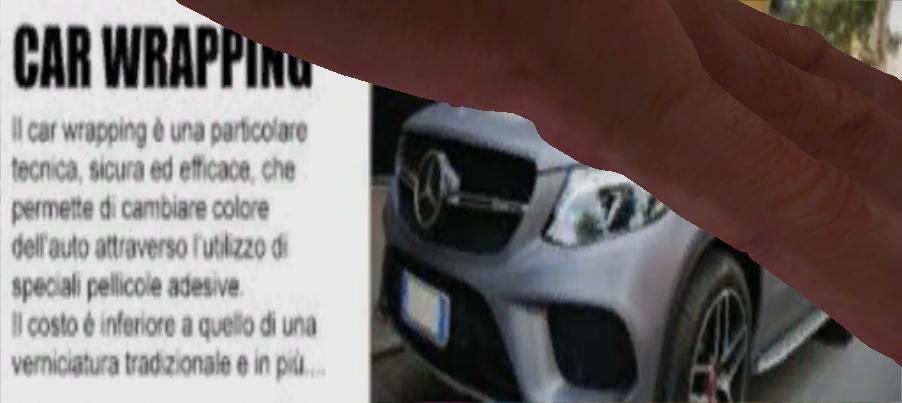 CAR WRAPPING
Il car wrapping è una particolare
tecnica, sicura ed efficace, che
permette di cambiare colore
dell'auto attraverso l'utilizzo di
speciali pellicole adesive.
Il costo é inferiore a quello di una
verniciatura tradizionale e in più....